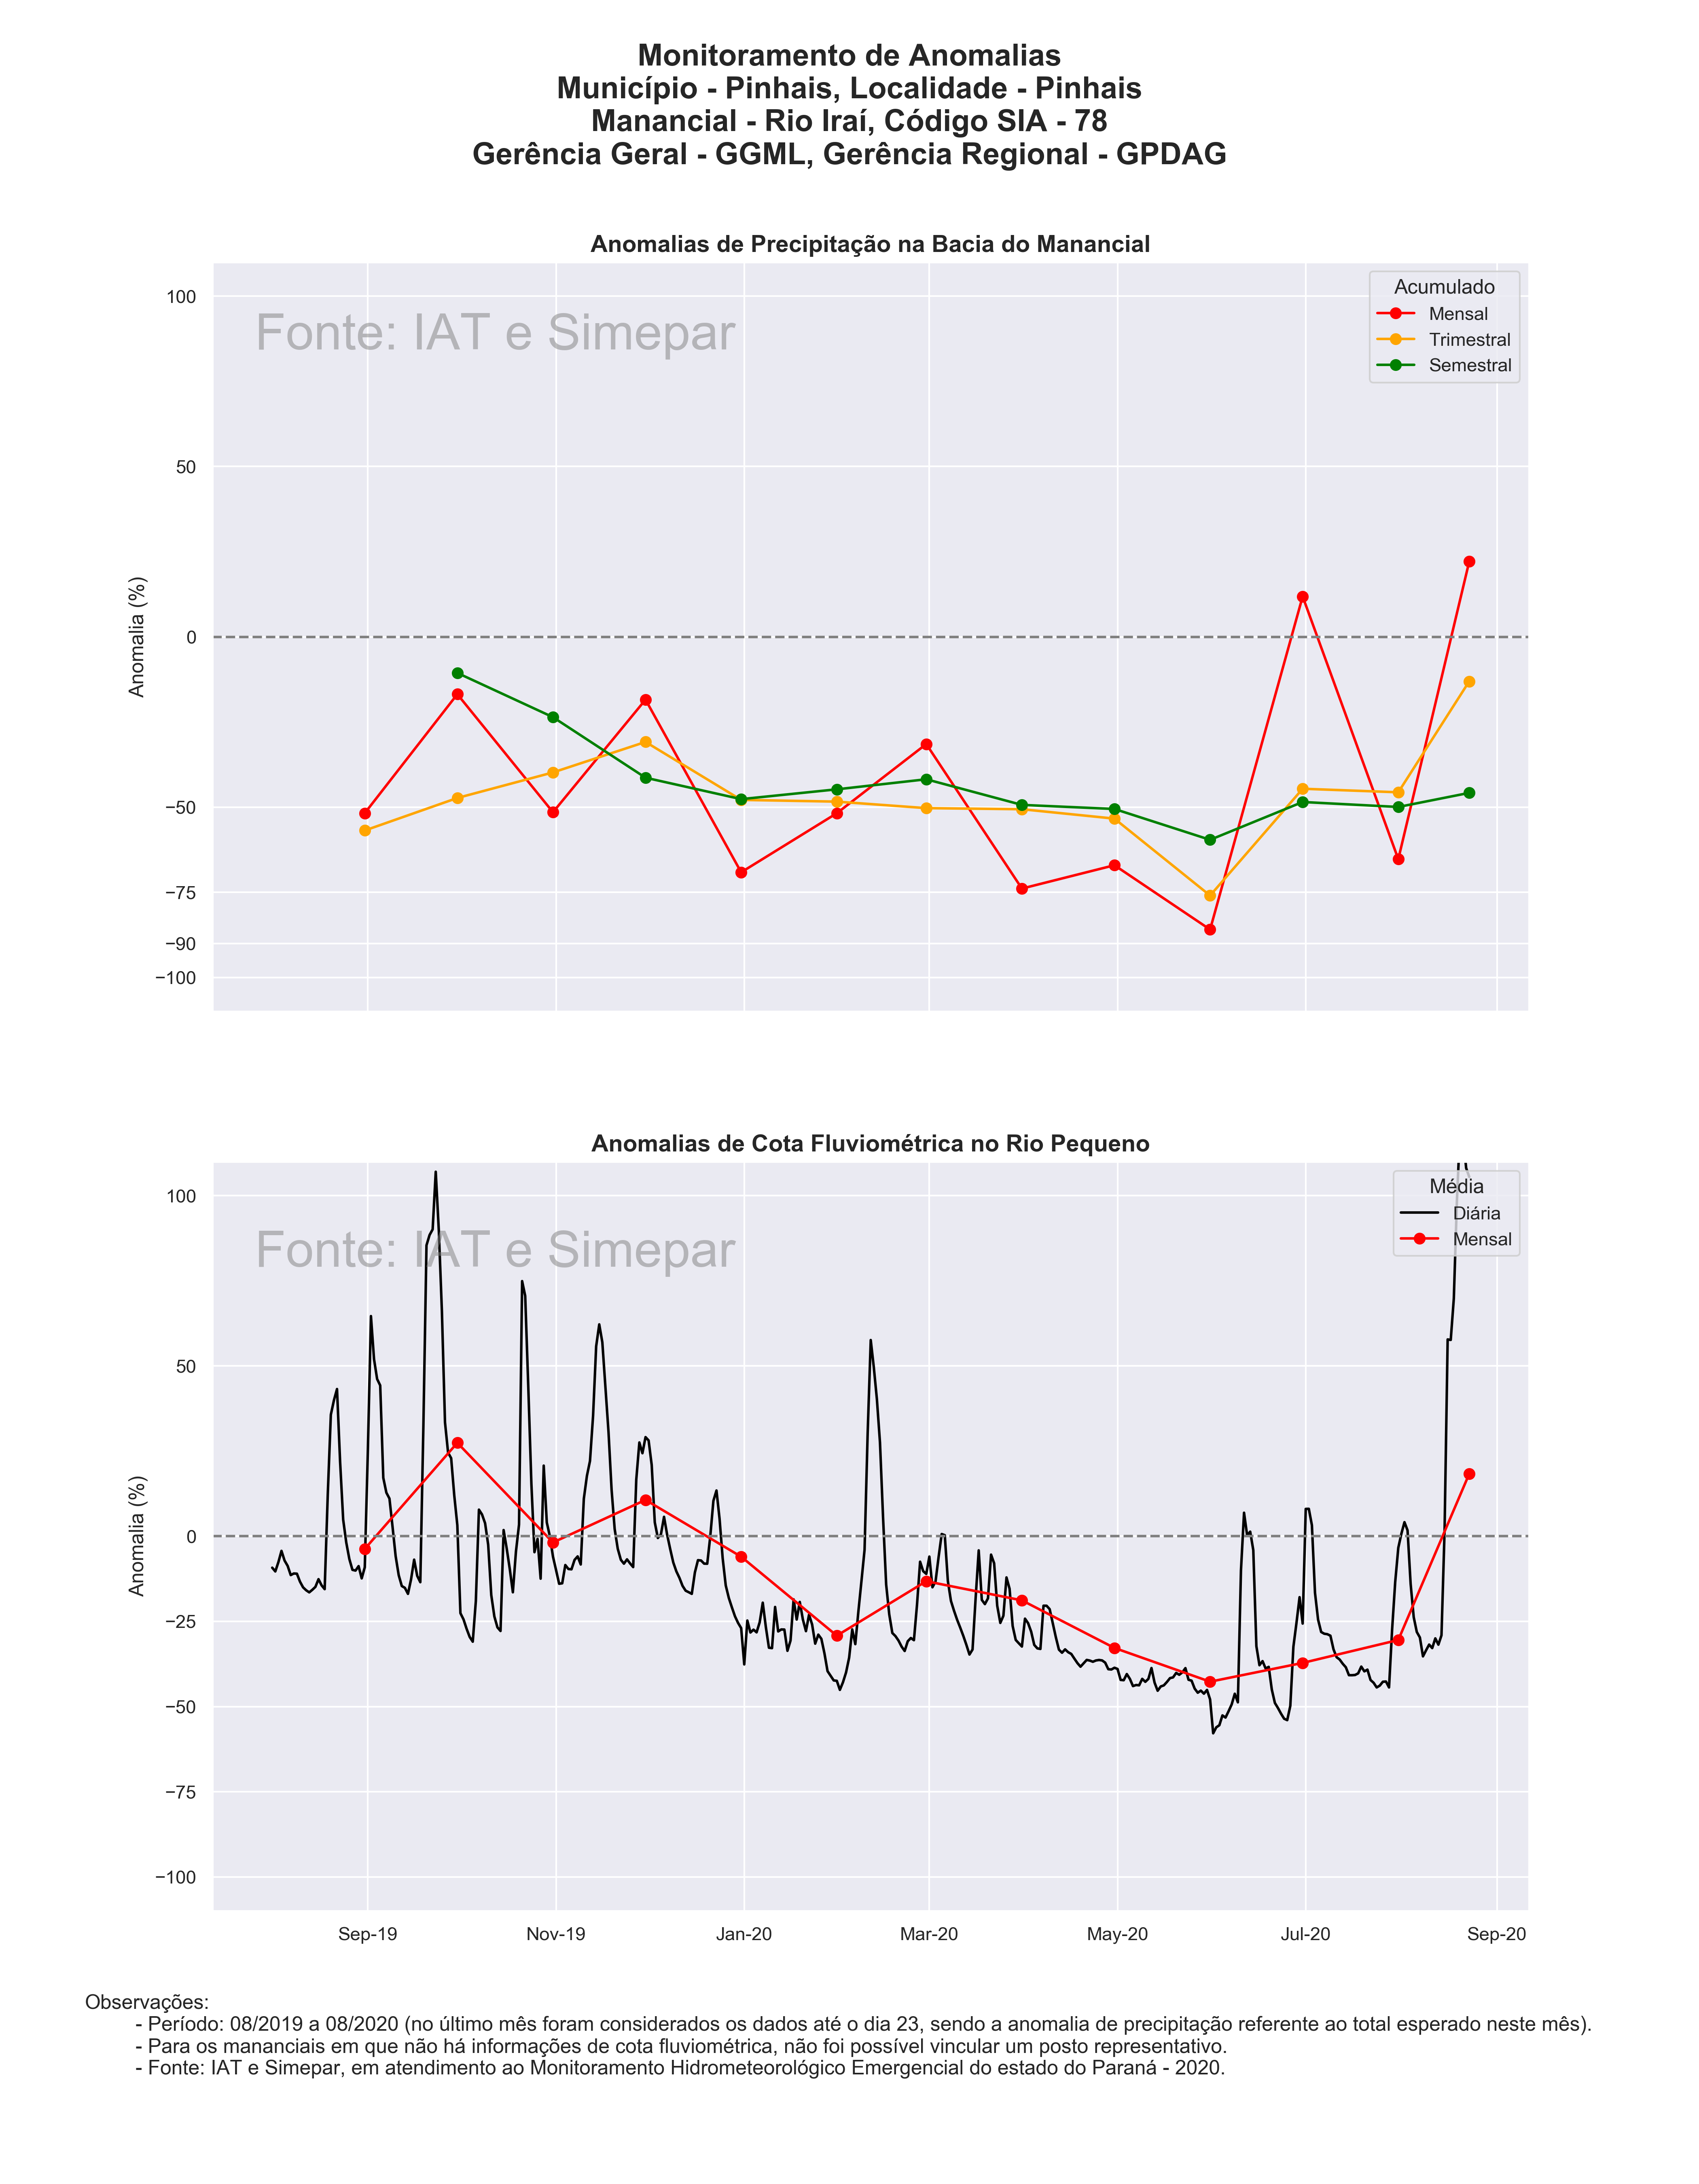 Monitoramento de Anomalias
Município - Pinhais, Localidade - Pinhais
Manancial - Rio Iraí, Código SIA - 78
Gerência Geral - GGML, Gerência Regional - GPDAG
Anomalias de Precipitação na Bacia do Manancial
Fonte: IAT e Simepar
Acumulado
Mensal
Trimestral
Semestral
Anomalia (%)
100
50
0
−50
−75
−90
−100
Anomalias de Cota Fluviométrica no Rio Pequeno
Fonte: IAT e Simepar
Média
Diária
Mensal
Anomalia (%)
100
50
0
−25
−50
−75
−100
Sep-19 Nov-19 Jan-20 Mar-20 May-20 Jul-20 Sep-20
Observações:
- Período: 08/2019 a 08/2020 (no último mês foram considerados os dados até o dia 23, sendo a anomalia de precipitação referente ao total esperado neste mês).
- Para os mananciais em que não há informações de cota fluviométrica, não foi possível vincular um posto representativo.
- Fonte: IAT e Simepar, em atendimento ao Monitoramento Hidrometeorológico Emergencial do estado do Paraná - 2020.